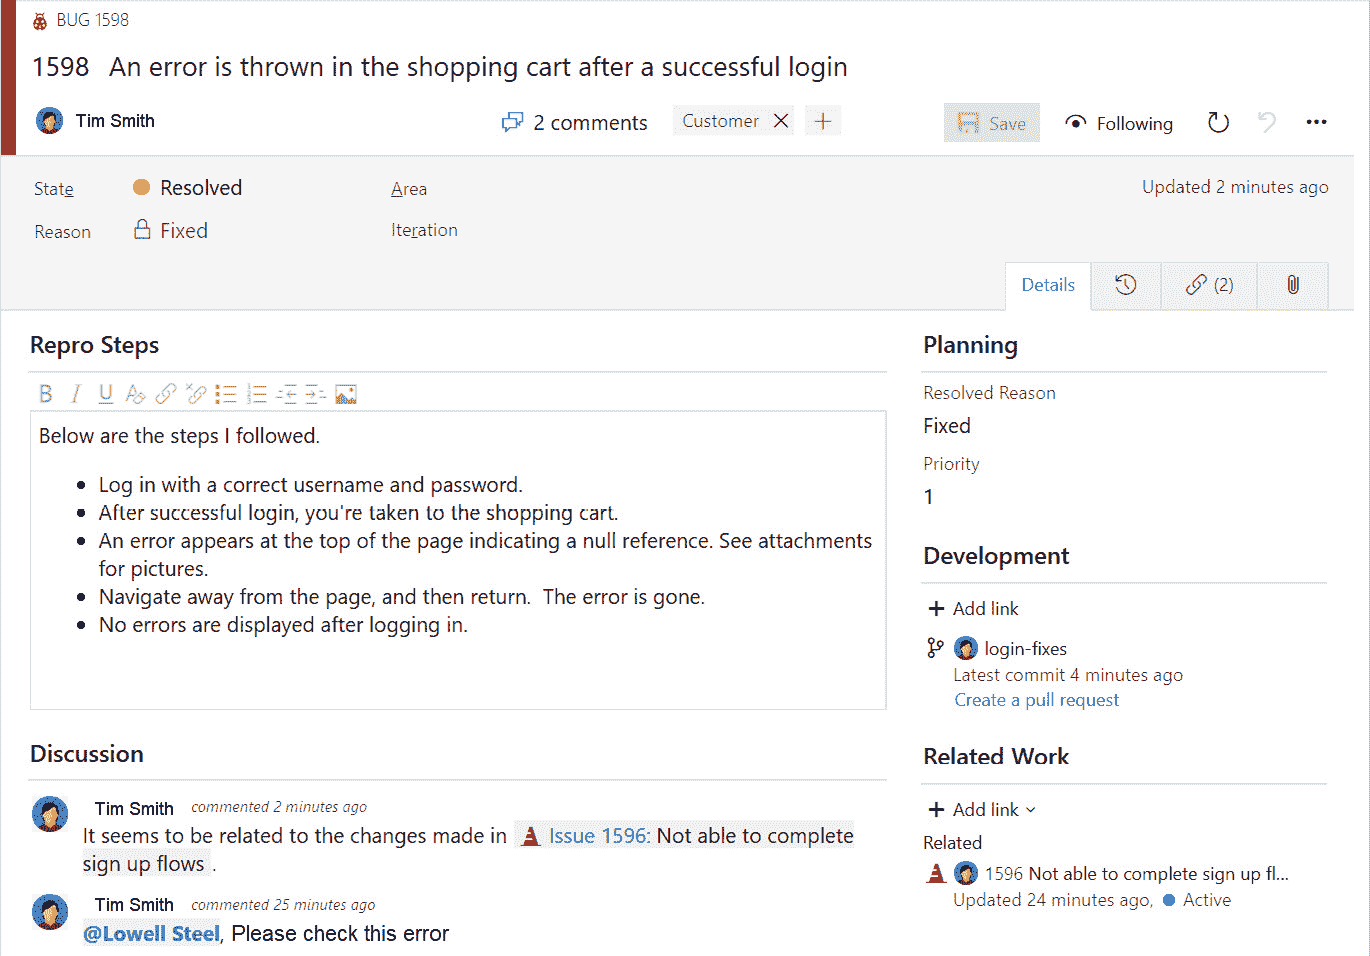 BUG 1598
1598 An error is thrown in the shopping cart after a successful login
Tim Smith
2 comments
Customer
Save
Following
State
Resolved
Area
Updated 2 minutes ago
Reason
Fixed
Iteration
Details
(2)
Repro Steps
B I U A
Below are the steps I followed.
• Log in with a correct username and password.
• After successful login, you're taken to the shopping cart.
• An error appears at the top of the page indicating a null reference. See attachments
for pictures.
• Navigate away from the page, and then return.  The error is gone.
• No errors are displayed after logging in.
Discussion
Tim Smith commented 2 minutes ago
It seems to be related to the changes made in Issue 1596: Not able to complete
sign up flows .
Tim Smith commented 25 minutes ago
@Lowell Steel, Please check this error
Planning
Resolved Reason
Fixed
Priority
1
Development
+ Add link
login-fixes
Latest commit 4 minutes ago
Create a pull request
Related Work
+ Add link
Related
1596 Not able to complete sign up fl...
Updated 24 minutes ago, Active